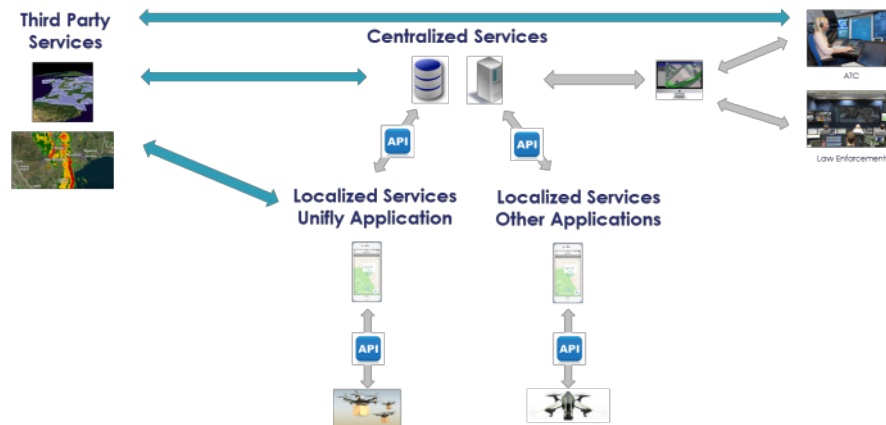 Third Party
Services
Centralized Services
ATC
Law Enforcement
API
API
Localized Services
Unifly Application
Localized Services
Other Applications
API
API